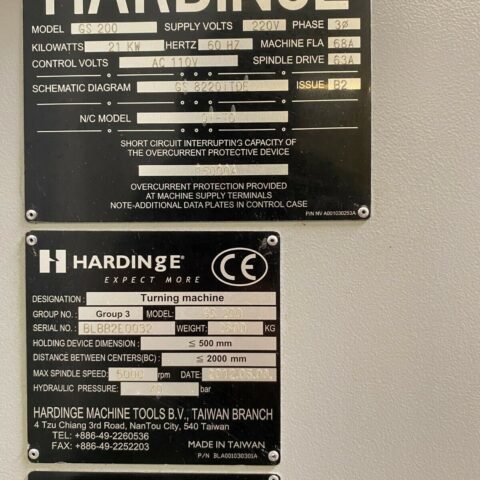 HARDINGE
MODEL GS 200 SUPPLY VOLTS 220V PHASE 3Ø
KILOWATTS 21 KW HERTZ 60 HZ MACHINE FLA 68A
CONTROL VOLTS AC 110V SPINDLE DRIVE 63A
SCHEMATIC DIAGRAM ISSUE B2
N/C MODEL
SHORT CIRCUIT INTERRUPTING CAPACITY OF
THE OVERCURRENT PROTECTIVE DEVICE
OVERCURRENT PROTECTION PROVIDED
AT MACHINE SUPPLY TERMINALS
NOTE-ADDITIONAL DATA PLATES IN CONTROL CASE
P/N NV A001030293A
HARDINGE
EXPECT MORE
CE
DESIGNATION : Turning machine
GROUP NO. : Group 3 MODEL:
SERIAL NO. : BLBB2E0032 WEIGHT: KG
HOLDING DEVICE DIMENSION : ≤ 500 mm
DISTANCE BETWEEN CENTERS(BC) : ≤ 2000 mm
MAX SPINDLE SPEED: 5000 rpm DATE:
HYDRAULIC PRESSURE: bar
HARDINGE MACHINE TOOLS B.V., TAIWAN BRANCH
4 Tzu Chiang 3rd Road, NanTou City, 540 Taiwan
TEL: +886-49-2260536
FAX: +886-49-2252203
MADE IN TAIWAN
P/N BLA001030301A